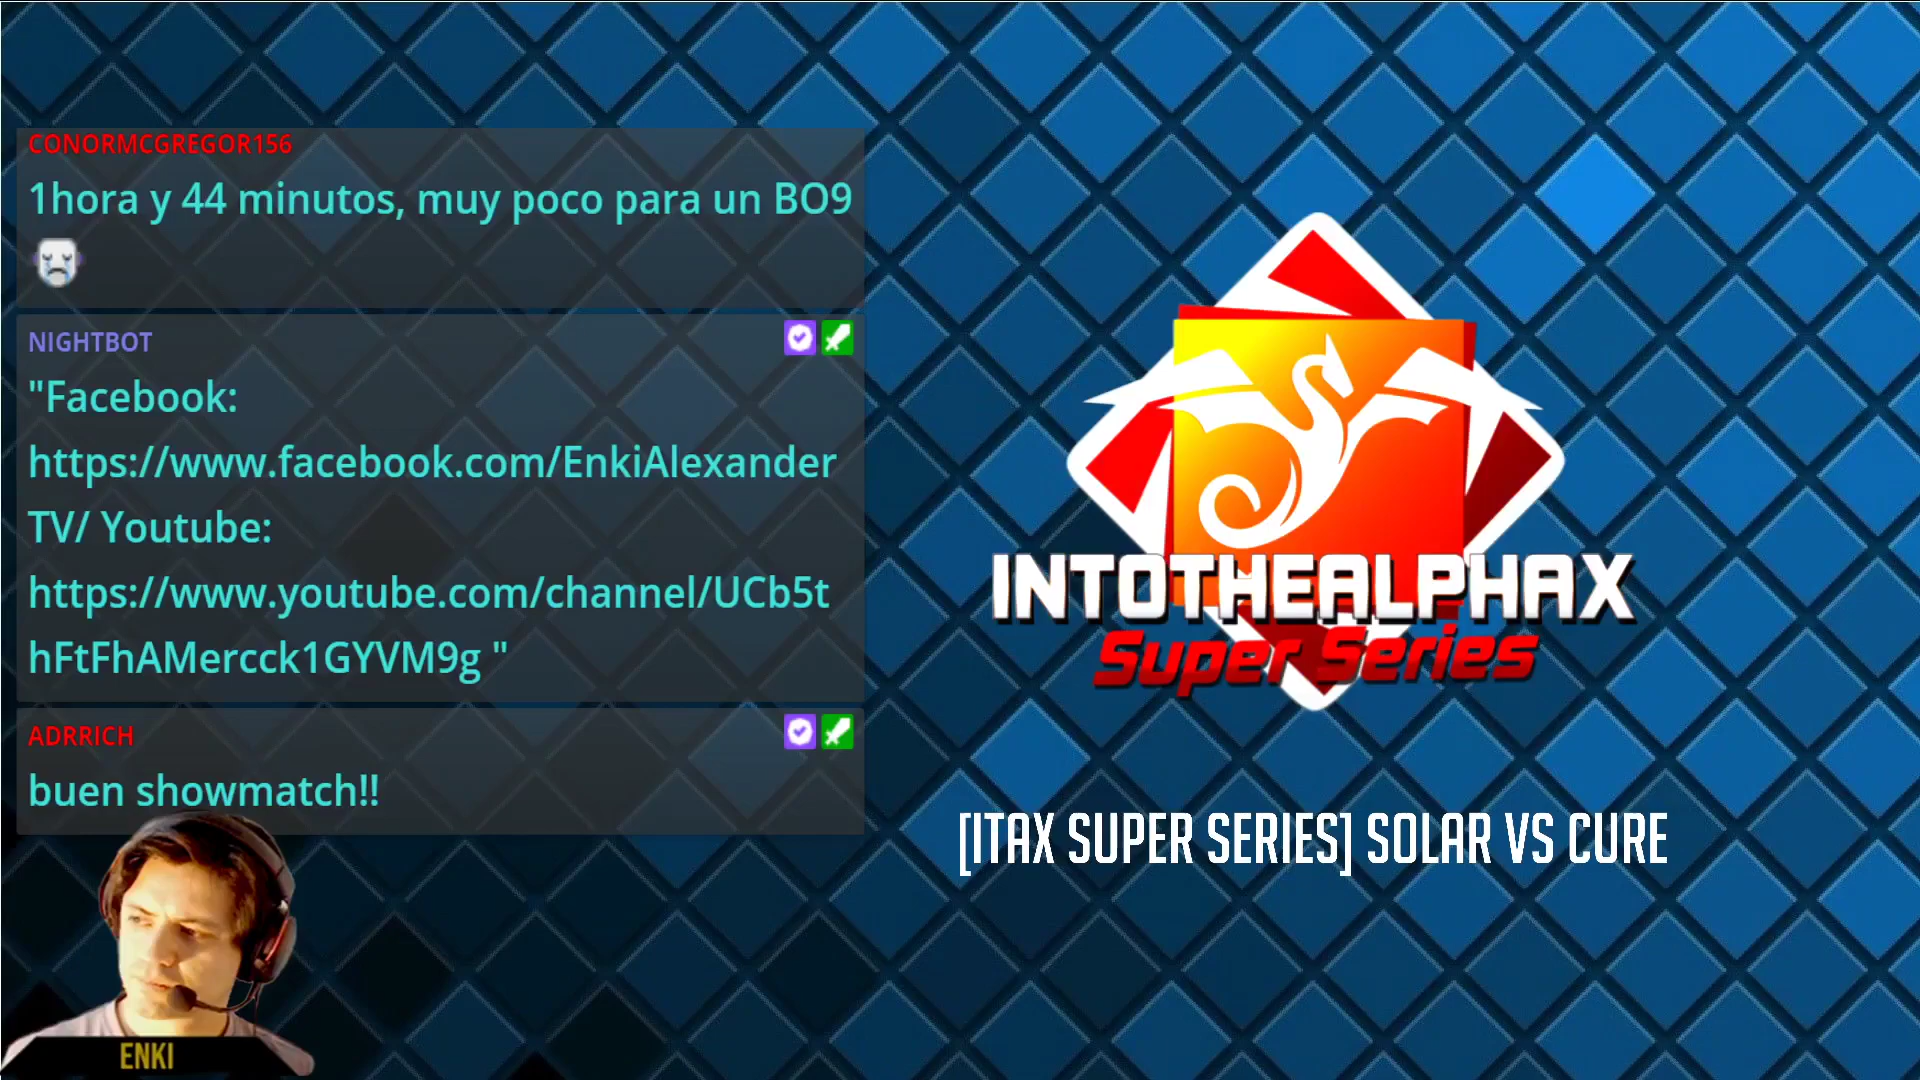 CONORMCGREGOR156
1hora y 44 minutos, muy poco para un BO9
NIGHTBOT
"Facebook:
https://www.facebook.com/EnkiAlexander
TV/ Youtube:
https://www.youtube.com/channel/UCb5t
hFtFhAMercck1GYVM9g "
ADRRICH
buen showmatch!!
ENKI
INTOTHEALPHAX
Super Series
[ITAX SUPER SERIES] SOLAR VS CURE